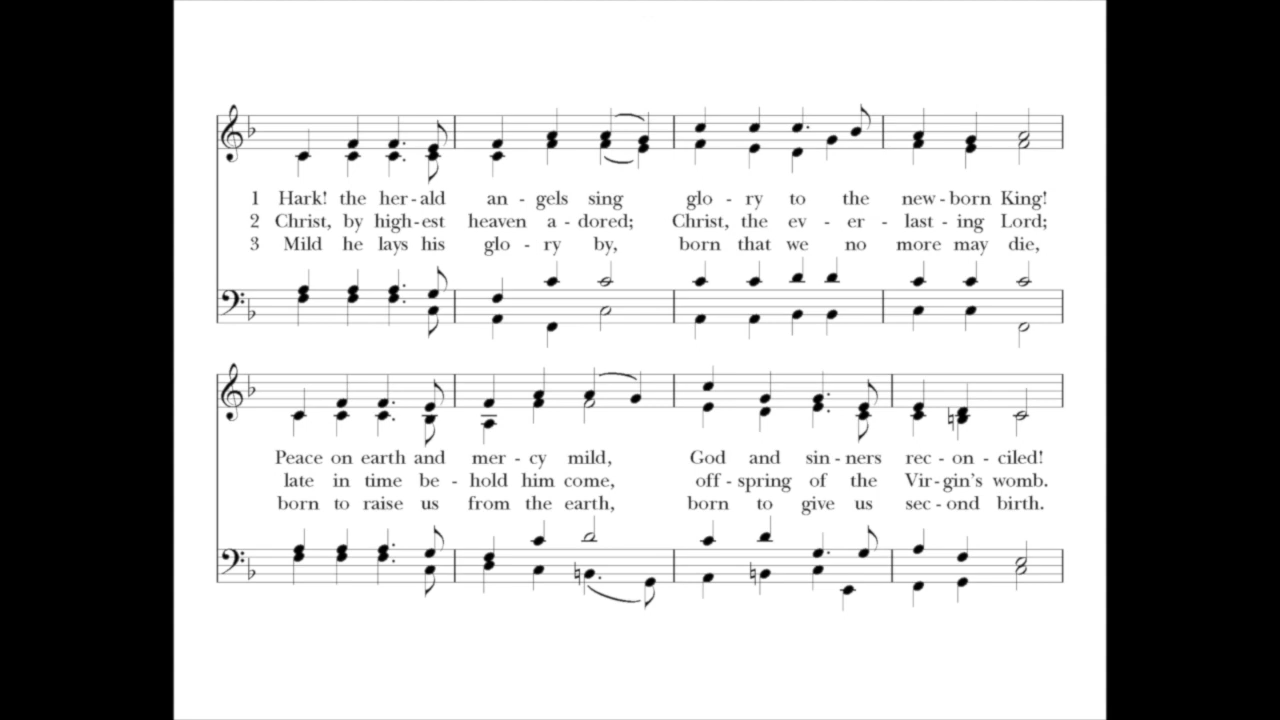 1 Hark! the her - ald an - gels sing glo - ry to the new - born King!
2 Christ, by high - est heaven a - dored; Christ, the ev - er - last - ing Lord;
3 Mild he lays his glo - ry by, born that we no more may die,
Peace on earth and mer - cy mild, God and sin - ners rec - on - ciled!
late in time be - hold him come, off - spring of the Vir - gin's womb.
born to raise us from the earth, born to give us sec - ond birth.